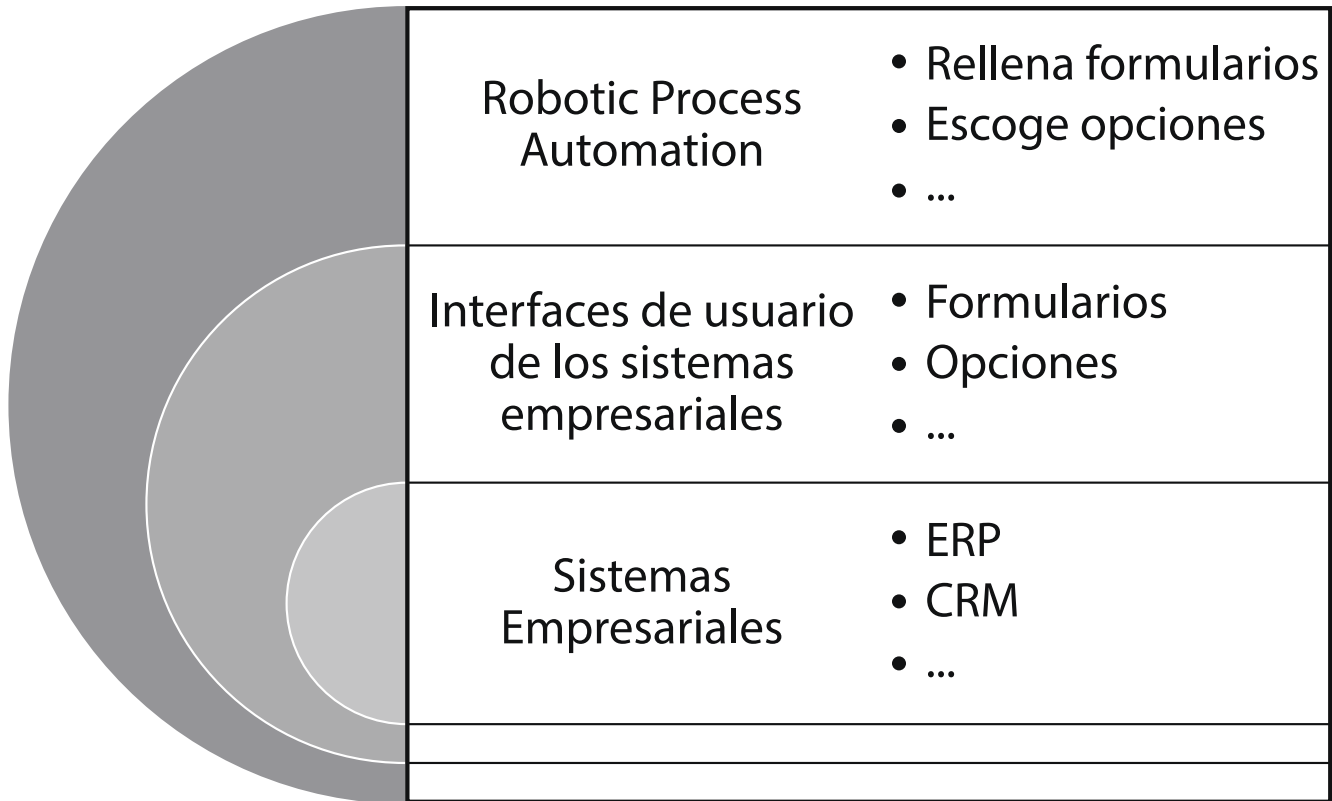 Robotic Process
Automation
• Rellena formularios
• Escoge opciones
• ...
Interfaces de usuario
de los sistemas
empresariales
• Formularios
• Opciones
• ...
Sistemas
Empresariales
• ERP
• CRM
• ...